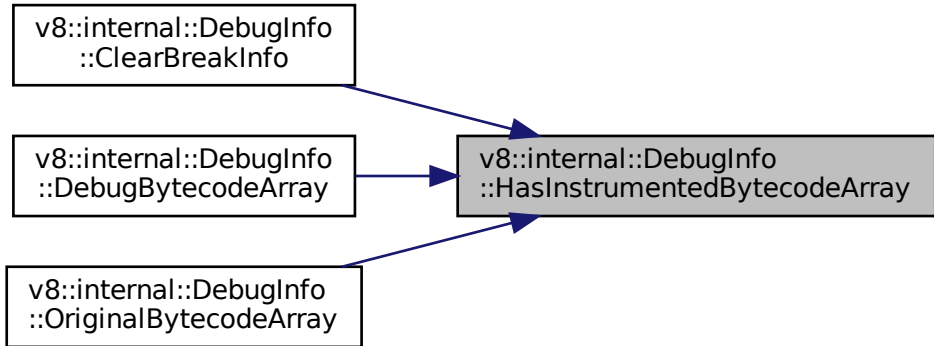 v8::internal::DebugInfo
::ClearBreakInfo
v8::internal::DebugInfo
::DebugBytecodeArray
v8::internal::DebugInfo
::HasInstrumentedBytecodeArray
v8::internal::DebugInfo
::OriginalBytecodeArray